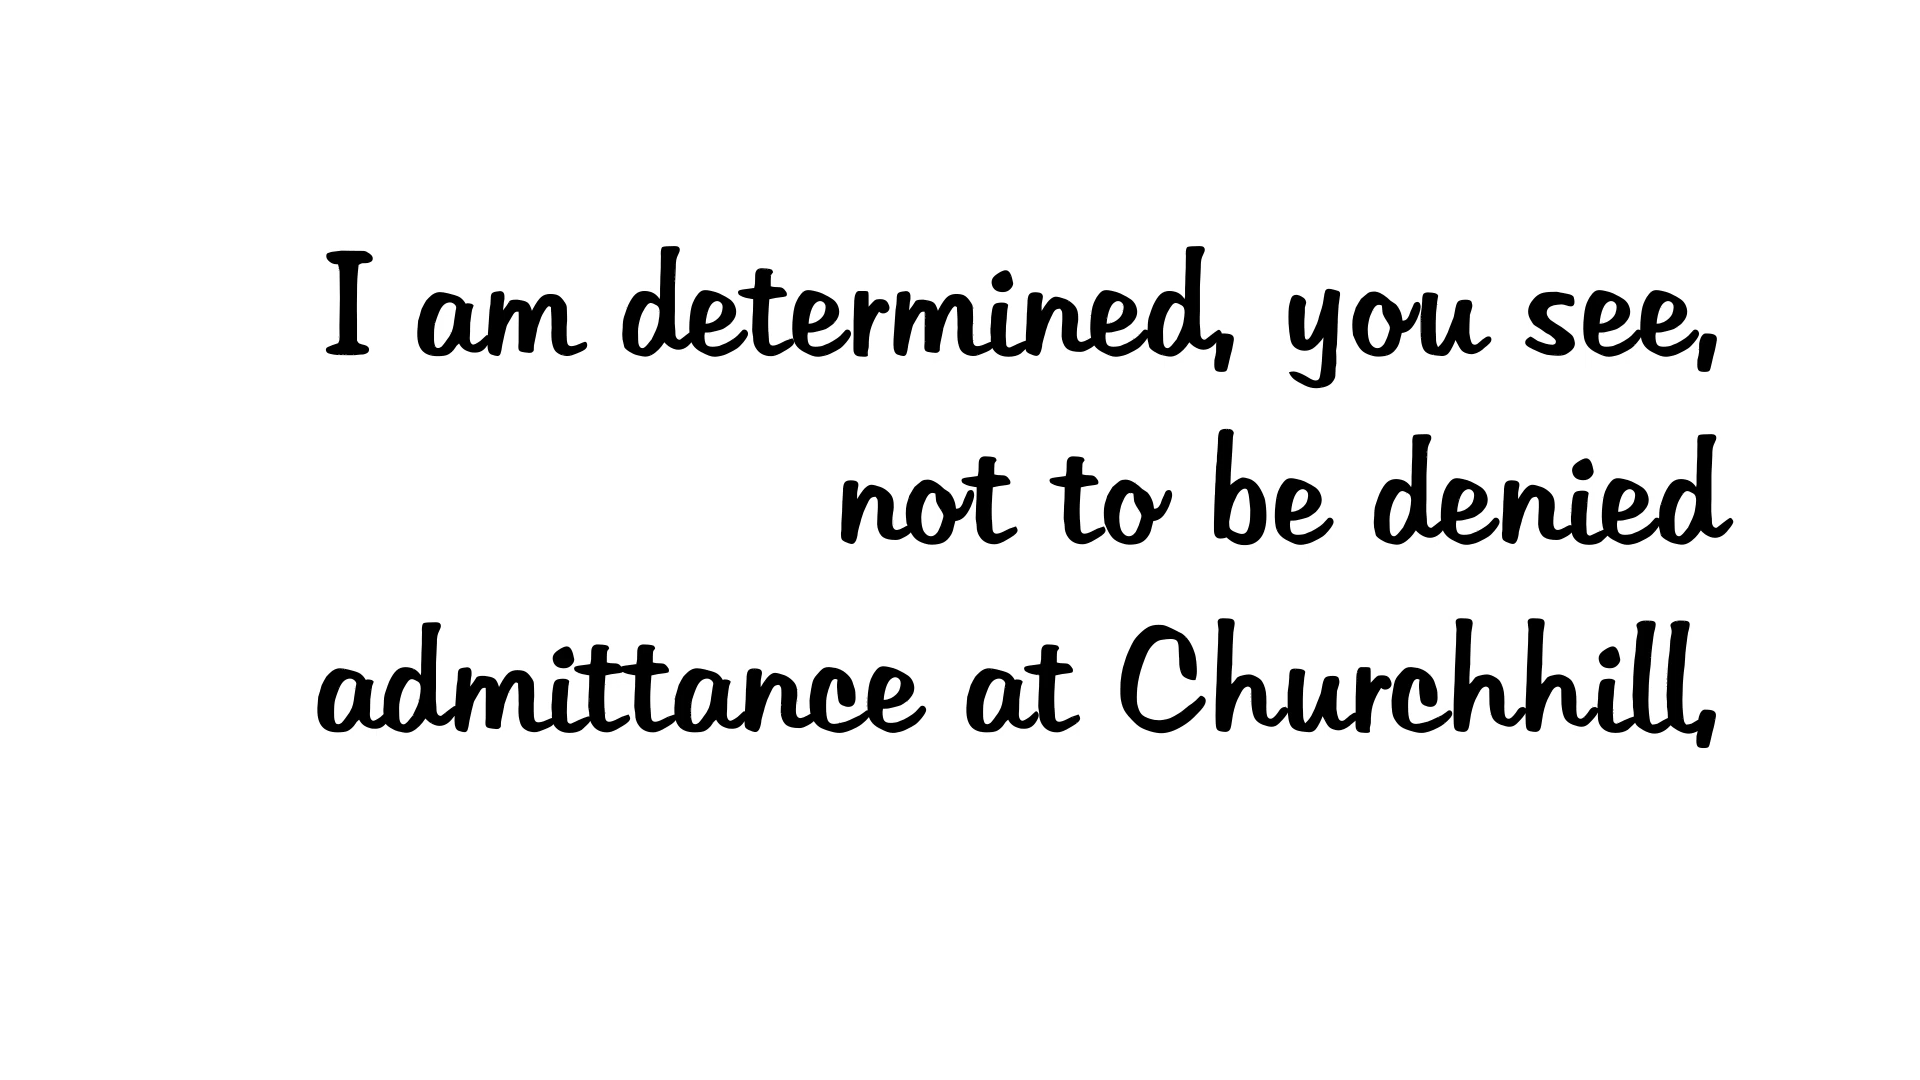 I am determined, you see,
not to be denied
admittance at Churchhill,